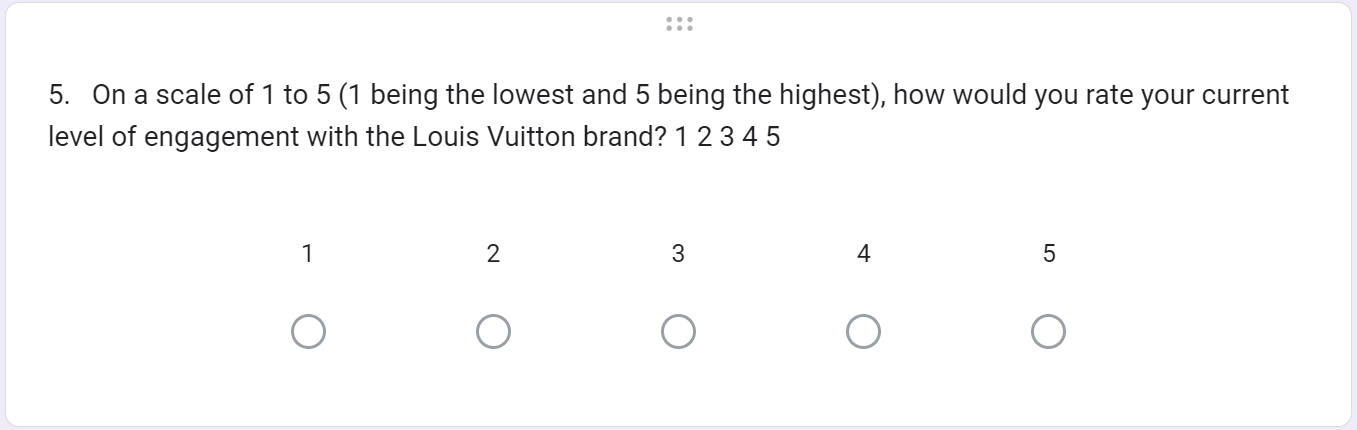 5. On a scale of 1 to 5 (1 being the lowest and 5 being the highest), how would you rate your current
level of engagement with the Louis Vuitton brand? 1 2 3 4 5
1 2 3 4 5